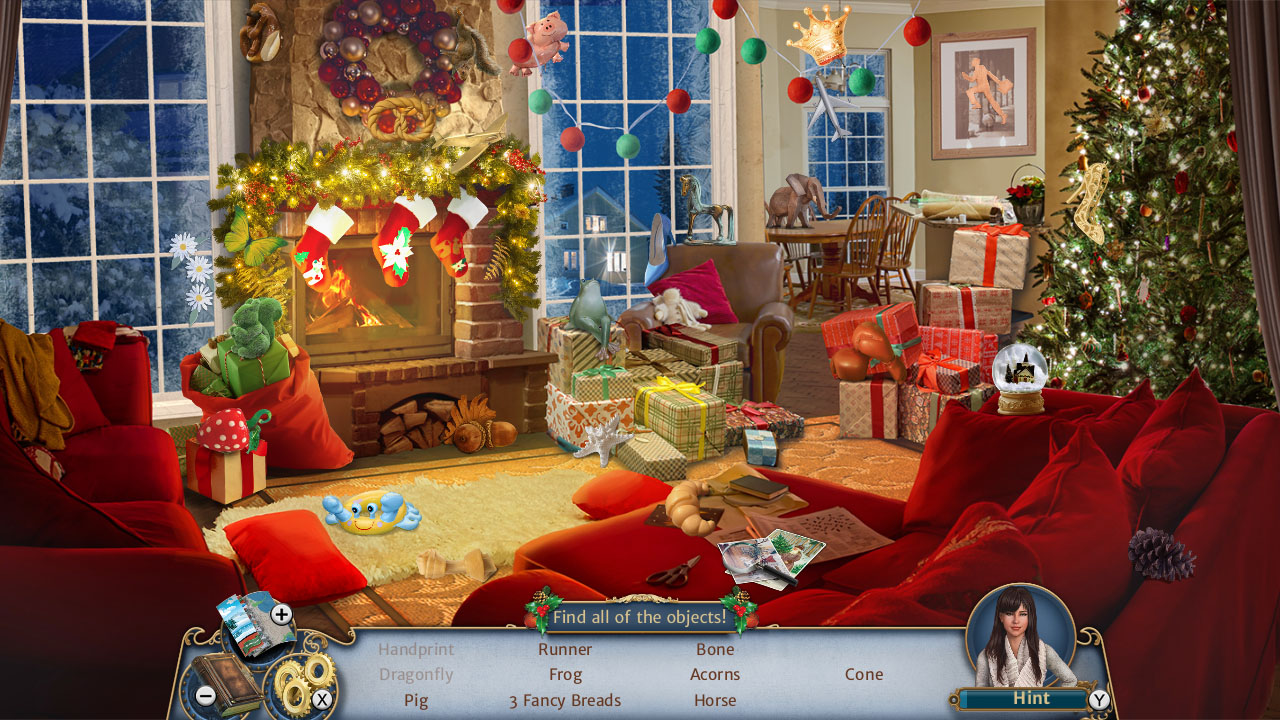 Find all of the objects!
Handprint Runner Bone
Dragonfly Frog Acorns Cone
Pig 3 Fancy Breads Horse
+
−
X
Hint
Y